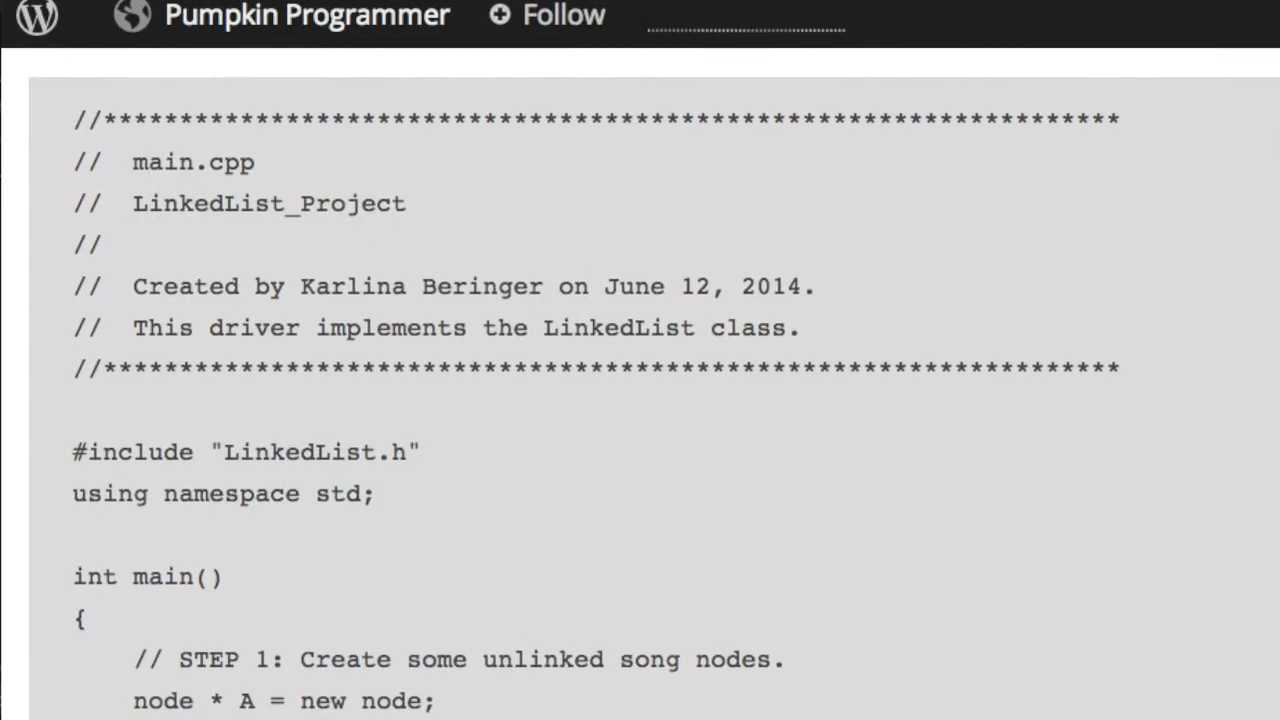 Pumpkin Programmer Follow
//*******************************************************************
// main.cpp
// LinkedList_Project
//
// Created by Karlina Beringer on June 12, 2014.
// This driver implements the LinkedList class.
//*******************************************************************
#include "LinkedList.h"
using namespace std;
int main()
{
// STEP 1: Create some unlinked song nodes.
node * A = new node;